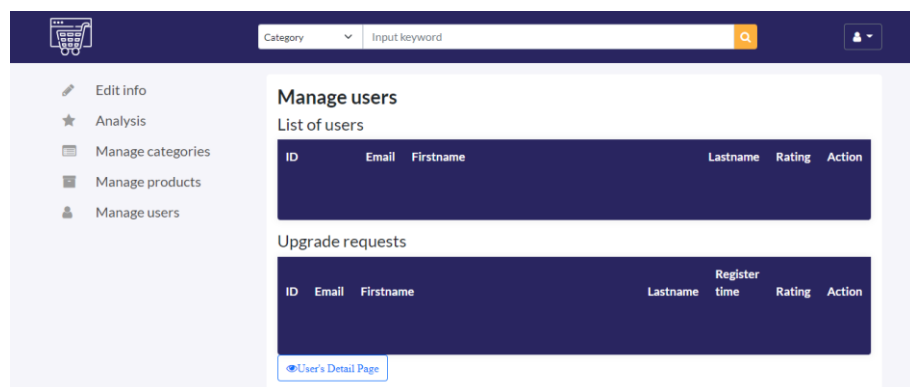 Category Input keyword
Edit info
Analysis
Manage categories
Manage products
Manage users
Manage users
List of users
ID Email Firstname Lastname Rating Action
Upgrade requests
ID Email Firstname Lastname Register time Rating Action
User's Detail Page